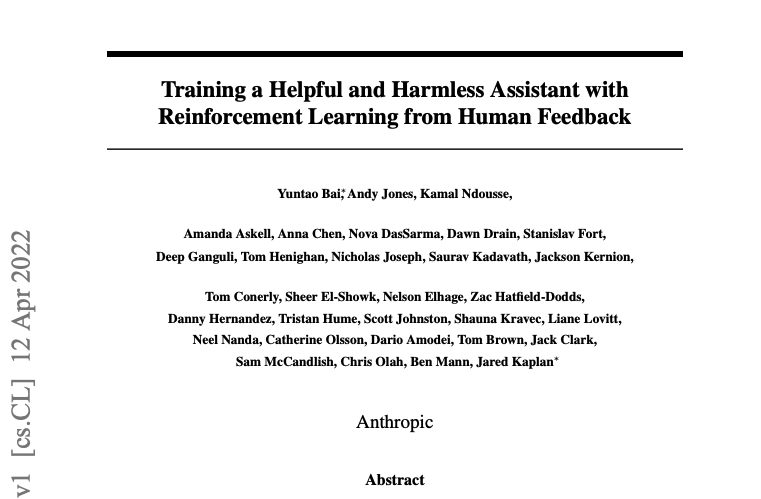 Training a Helpful and Harmless Assistant with
Reinforcement Learning from Human Feedback
Yuntao Bai,* Andy Jones, Kamal Ndousse,
Amanda Askell, Anna Chen, Nova DasSarma, Dawn Drain, Stanislav Fort,
Deep Ganguli, Tom Henighan, Nicholas Joseph, Saurav Kadavath, Jackson Kernion,
Tom Conerly, Sheer El-Showk, Nelson Elhage, Zac Hatfield-Dodds,
Danny Hernandez, Tristan Hume, Scott Johnston, Shauna Kravec, Liane Lovitt,
Neel Nanda, Catherine Olsson, Dario Amodei, Tom Brown, Jack Clark,
Sam McCandlish, Chris Olah, Ben Mann, Jared Kaplan*
Anthropic
Abstract
v1 [cs.CL] 12 Apr 2022